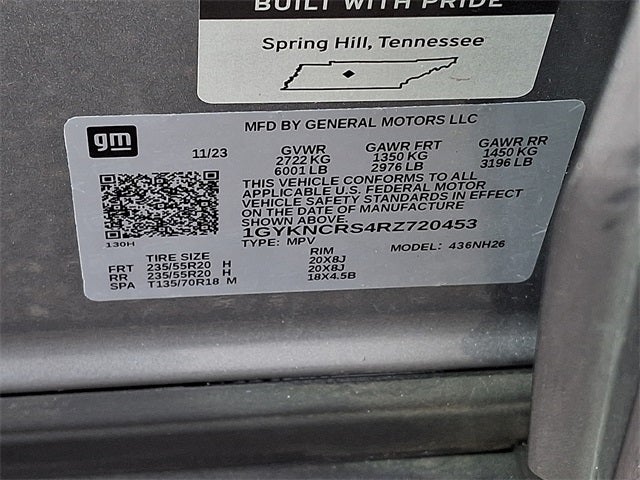 BUILT WITH PRIDE
Spring Hill, Tennessee
gm
MFD BY GENERAL MOTORS LLC
11/23
GVWR
2722 KG
6001 LB
GAWR FRT
1350 KG
2976 LB
GAWR RR
1450 KG
3196 LB
THIS VEHICLE CONFORMS TO ALL
APPLICABLE U.S. FEDERAL MOTOR
VEHICLE SAFETY STANDARDS IN EFFECT
ON THE DATE OF MANUFACTURE
SHOWN ABOVE.
1GYKNCRS4RZ720453
TYPE: MPV
MODEL: 436NH26
130H
TIRE SIZE
RIM
FRT 235/55R20 H 20X8J
RR 235/55R20 H 20X8J
SPA T135/70R18 M 18X4.5B